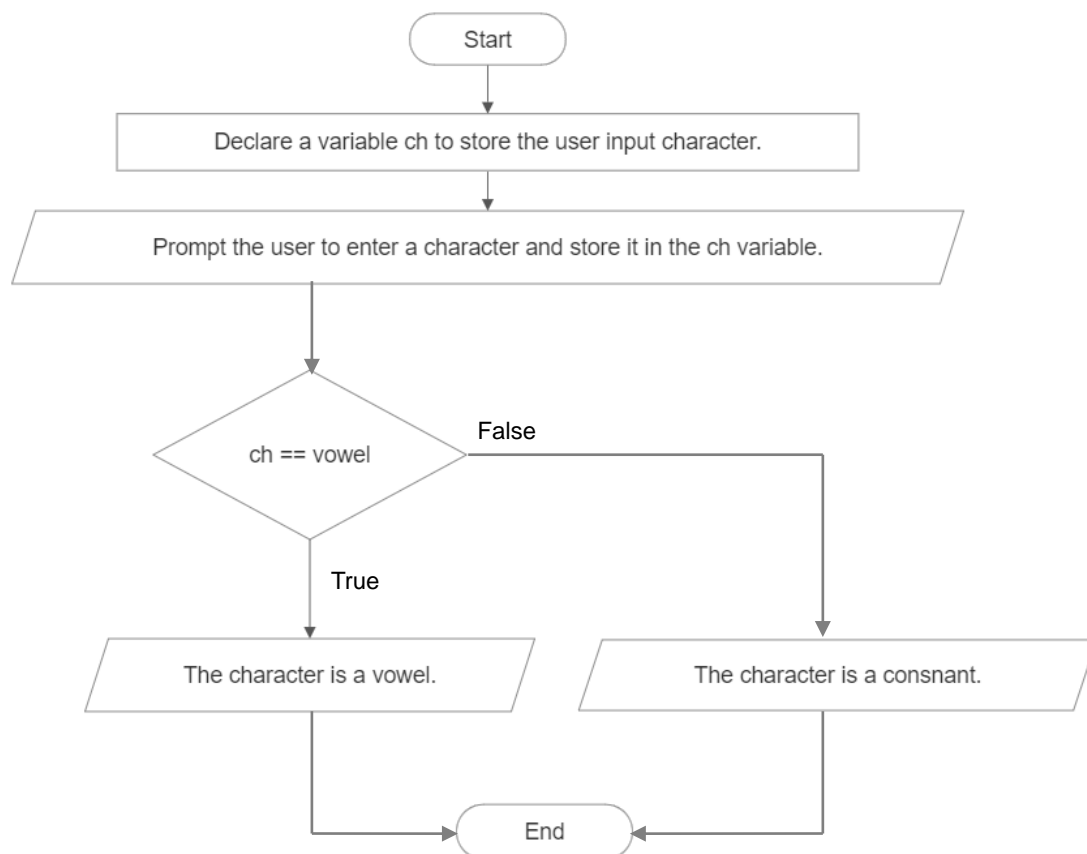 Start
Declare a variable ch to store the user input character.
Prompt the user to enter a character and store it in the ch variable.
ch == vowel
False
True
The character is a vowel.
The character is a consnant.
End